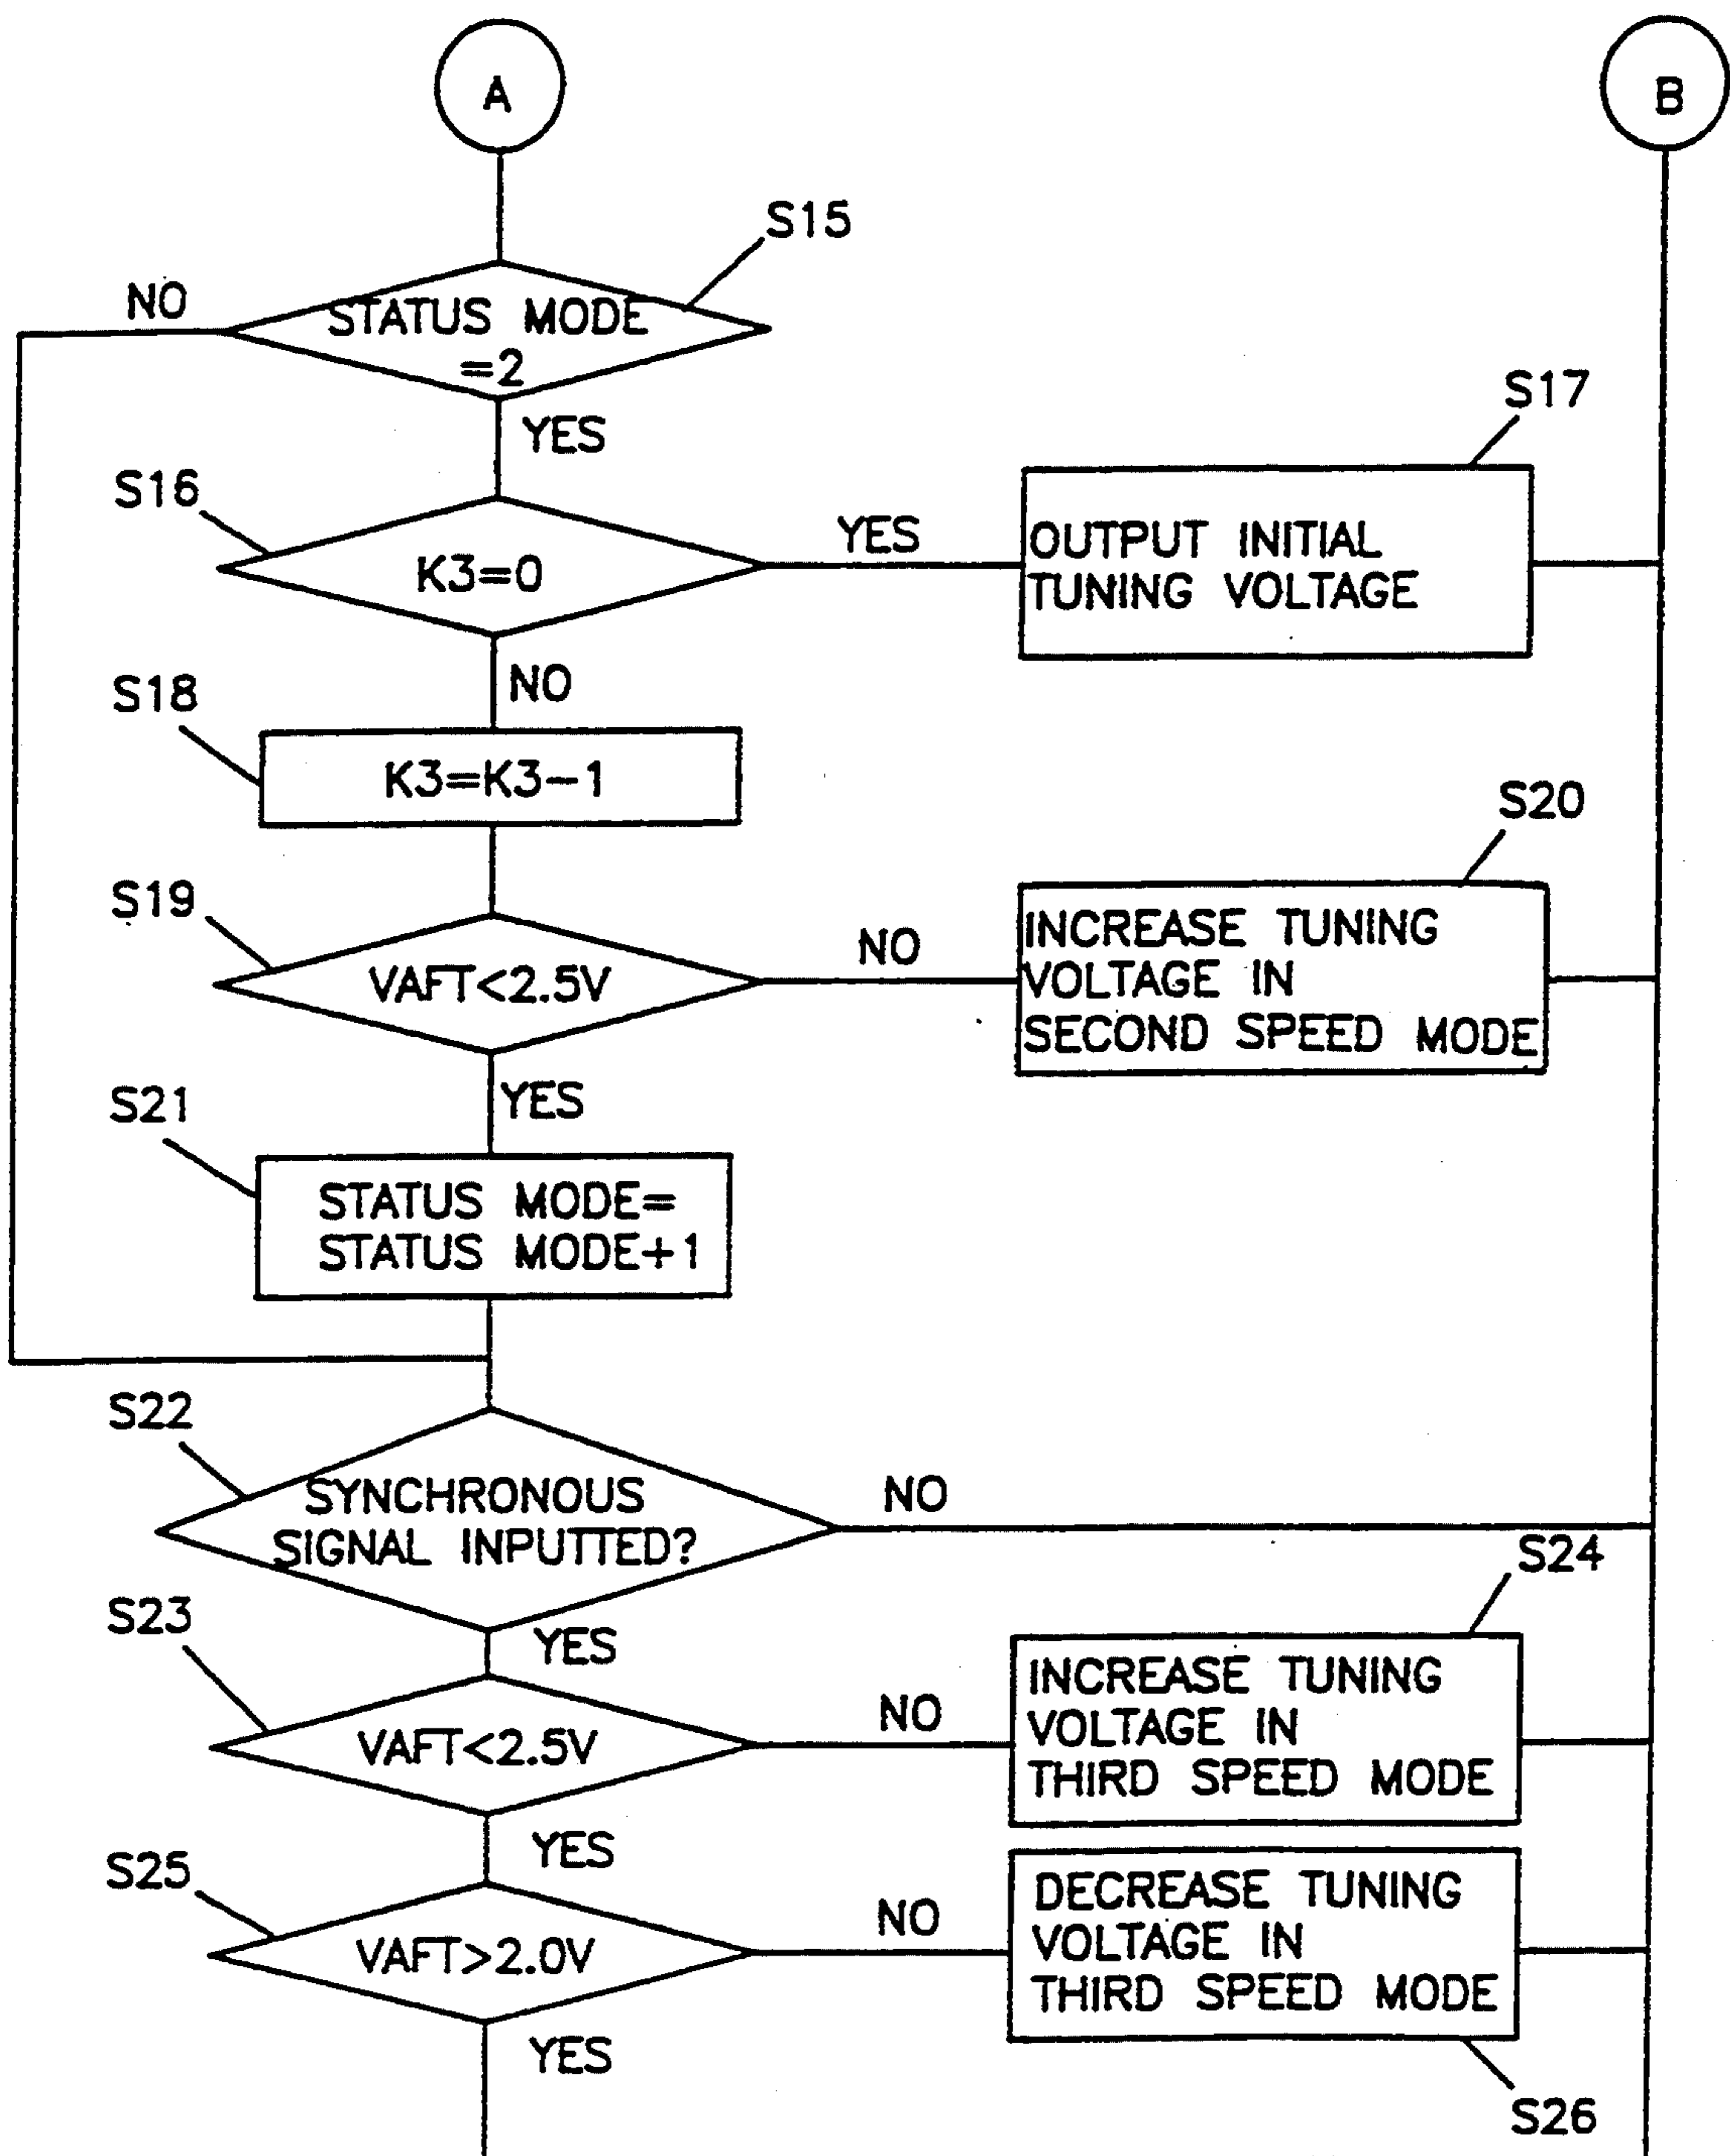 A
B
S15
NO
STATUS MODE
=2
YES
S17
S16
YES
OUTPUT INITIAL
TUNING VOLTAGE
K3=0
NO
S18
K3=K3-1
S20
S19
NO
INCREASE TUNING
VOLTAGE IN
SECOND SPEED MODE
VAFT<2.5V
YES
S21
STATUS MODE=
STATUS MODE+1
S22
SYNCHRONOUS
SIGNAL INPUTTED?
NO
S24
S23
YES
INCREASE TUNING
VOLTAGE IN
THIRD SPEED MODE
NO
VAFT<2.5V
YES
S25
DECREASE TUNING
VOLTAGE IN
THIRD SPEED MODE
NO
VAFT>2.0V
YES
S26